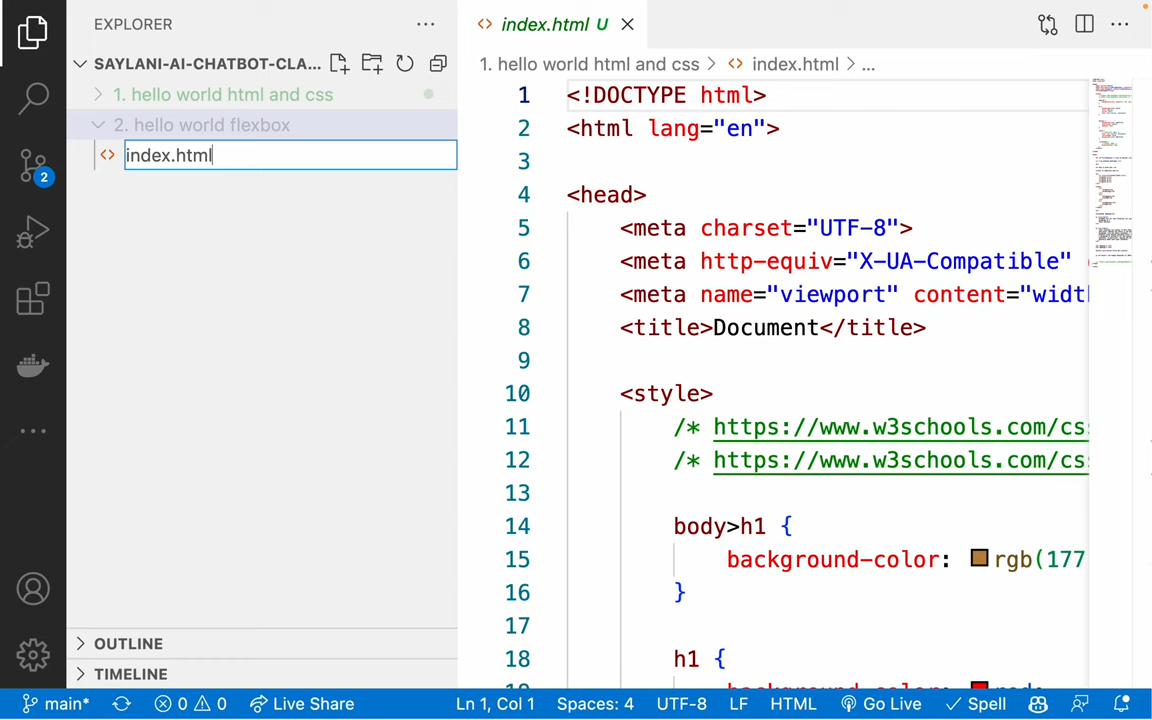 EXPLORER
SAYLANI-AI-CHATBOT-CLA...
1. hello world html and css
2. hello world flexbox
index.html
2
OUTLINE
TIMELINE
index.html U
1. hello world html and css > index.html > ...
1 <!DOCTYPE html>
2 <html lang="en">
3
4 <head>
5 <meta charset="UTF-8">
6 <meta http-equiv="X-UA-Compatible"
7 <meta name="viewport" content="width
8 <title>Document</title>
9
10 <style>
11 /* https://www.w3schools.com/cs
12 /* https://www.w3schools.com/cs
13
14 body>h1 {
15 background-color: rgb(177
16 }
17
18 h1 {
main* 0 0 Live Share Ln 1, Col 1 Spaces: 4 UTF-8 LF HTML Go Live Spell